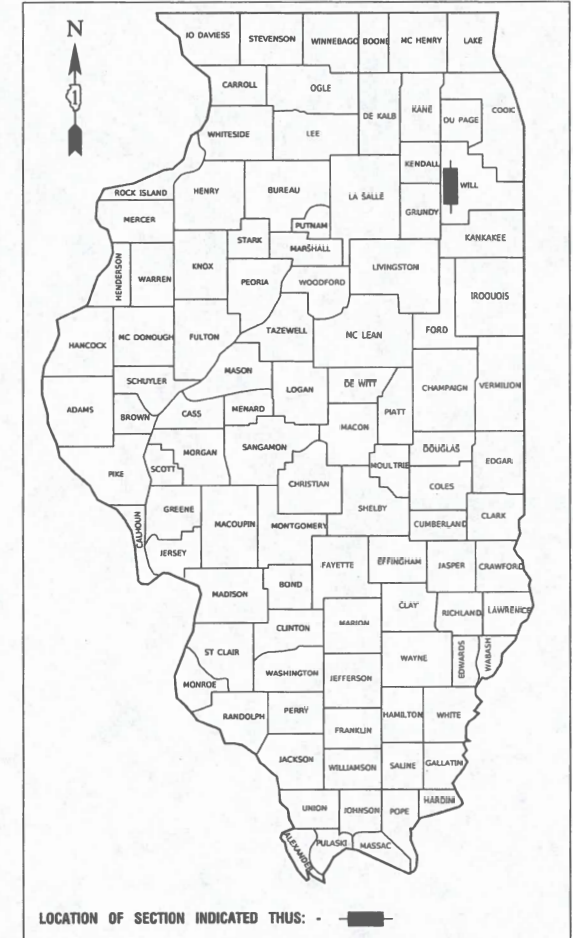 N
JO DAVIESS STEVENSON WINNEBAGO BOONE MC HENRY LAKE
CARROLL OGLE DE KALB KANE DU PAGE COOK
1
WHITESIDE LEE
KENDALL WILL
ROCK ISLAND HENRY BUREAU LA SALLE GRUNDY
MERCER PUTNAM KANKAKEE
STARK MARSHALL
HENDERSON WARREN KNOX PEORIA WOODFORD LIVINGSTON IROQUOIS
HANCOCK MC DONOUGH FULTON TAZEWELL MC LEAN FORD
MASON
SCHUYLER LOGAN DE WITT CHAMPAIGN VERMILION
ADAMS BROWN CASS MENARD MACON PIATT
MORGAN SANGAMON DOUGLAS EDGAR
PIKE SCOTT MOULTRIE COLES
CHRISTIAN
CALHOUN GREENE MACOUPIN MONTGOMERY SHELBY CUMBERLAND CLARK
JERSEY FAYETTE EFFINGHAM JASPER CRAWFORD
MADISON BOND
CLINTON MARION CLAY RICHLAND LAWRENCE
ST CLAIR WAYNE EDWARDS WABASH
WASHINGTON JEFFERSON
MONROE
RANDOLPH PERRY HAMILTON WHITE
FRANKLIN
JACKSON WILLIAMSON SALINE GALLATIN
UNION JOHNSON POPE HARDIN
ALEXANDER PULASKI MASSAC
LOCATION OF SECTION INDICATED THUS: -